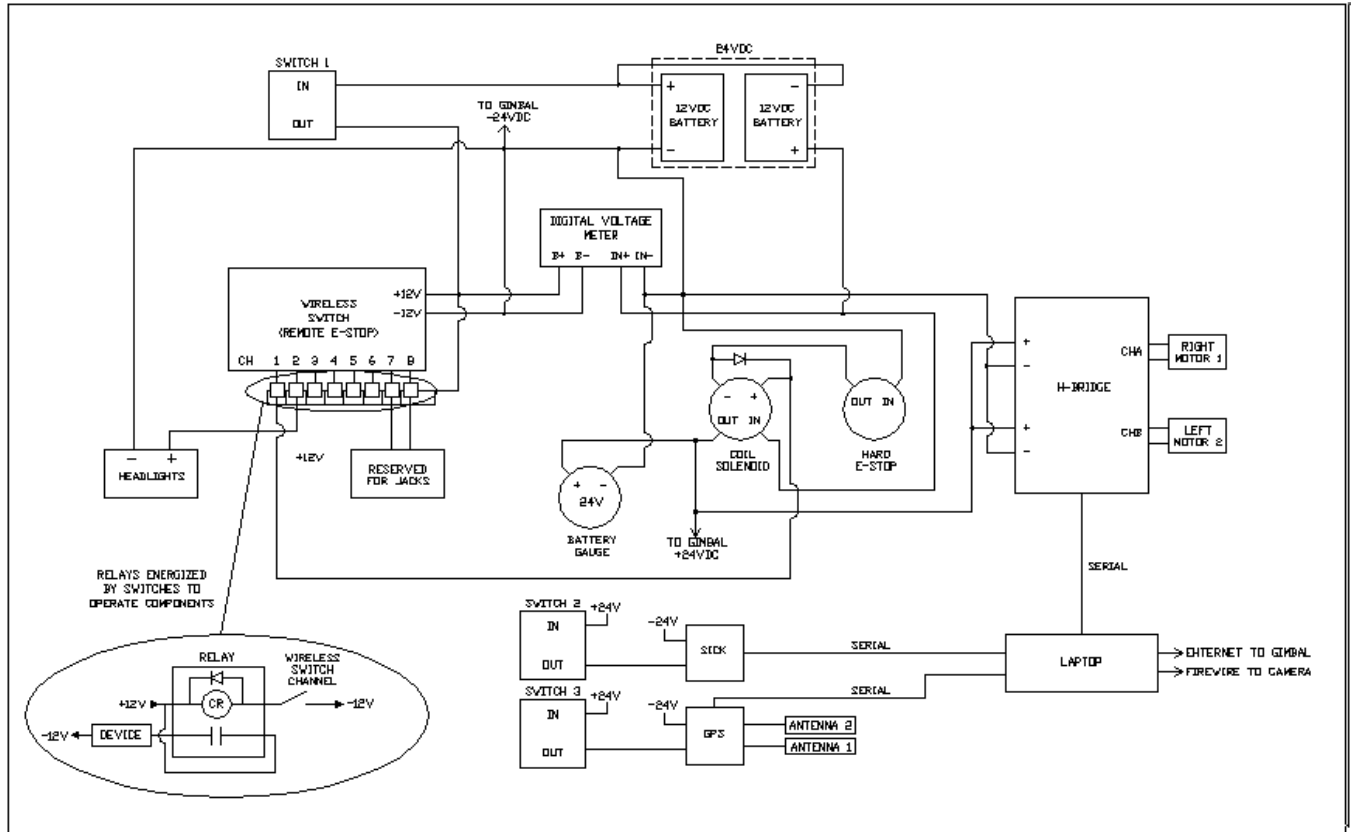 24VDC
SWITCH 1
IN
OUT
+
12VDC
BATTERY
-
-
12VDC
BATTERY
+
TO GIMBAL
-24VDC
DIGITAL VOLTAGE
METER
B+ B- IN+ IN-
WIRELESS
SWITCH
(REMOTE E-STOP)
+12V
-12V
CH 1 2 3 4 5 6 7 8
- +
HEADLIGHTS
+12V
RESERVED
FOR JACKS
+ -
24V
BATTERY
GAUGE
- +
OUT IN
COIL
SOLENOID
OUT IN
HARD
E-STOP
TO GIMBAL
+24VDC
+
-
+
-
CHA
H-BRIDGE
CHB
RIGHT
MOTOR 1
LEFT
MOTOR 2
SERIAL
RELAYS ENERGIZED
BY SWITCHES TO
OPERATE COMPONENTS
RELAY
WIRELESS
SWITCH
CHANNEL
+12V
CR
-12V
-12V
DEVICE
SWITCH 2
+24V
IN
OUT
-24V
SICK
SERIAL
SWITCH 3
+24V
IN
OUT
-24V
GPS
SERIAL
ANTENNA 2
ANTENNA 1
LAPTOP
EHTERNET TO GIMBAL
FIREWIRE TO CAMERA